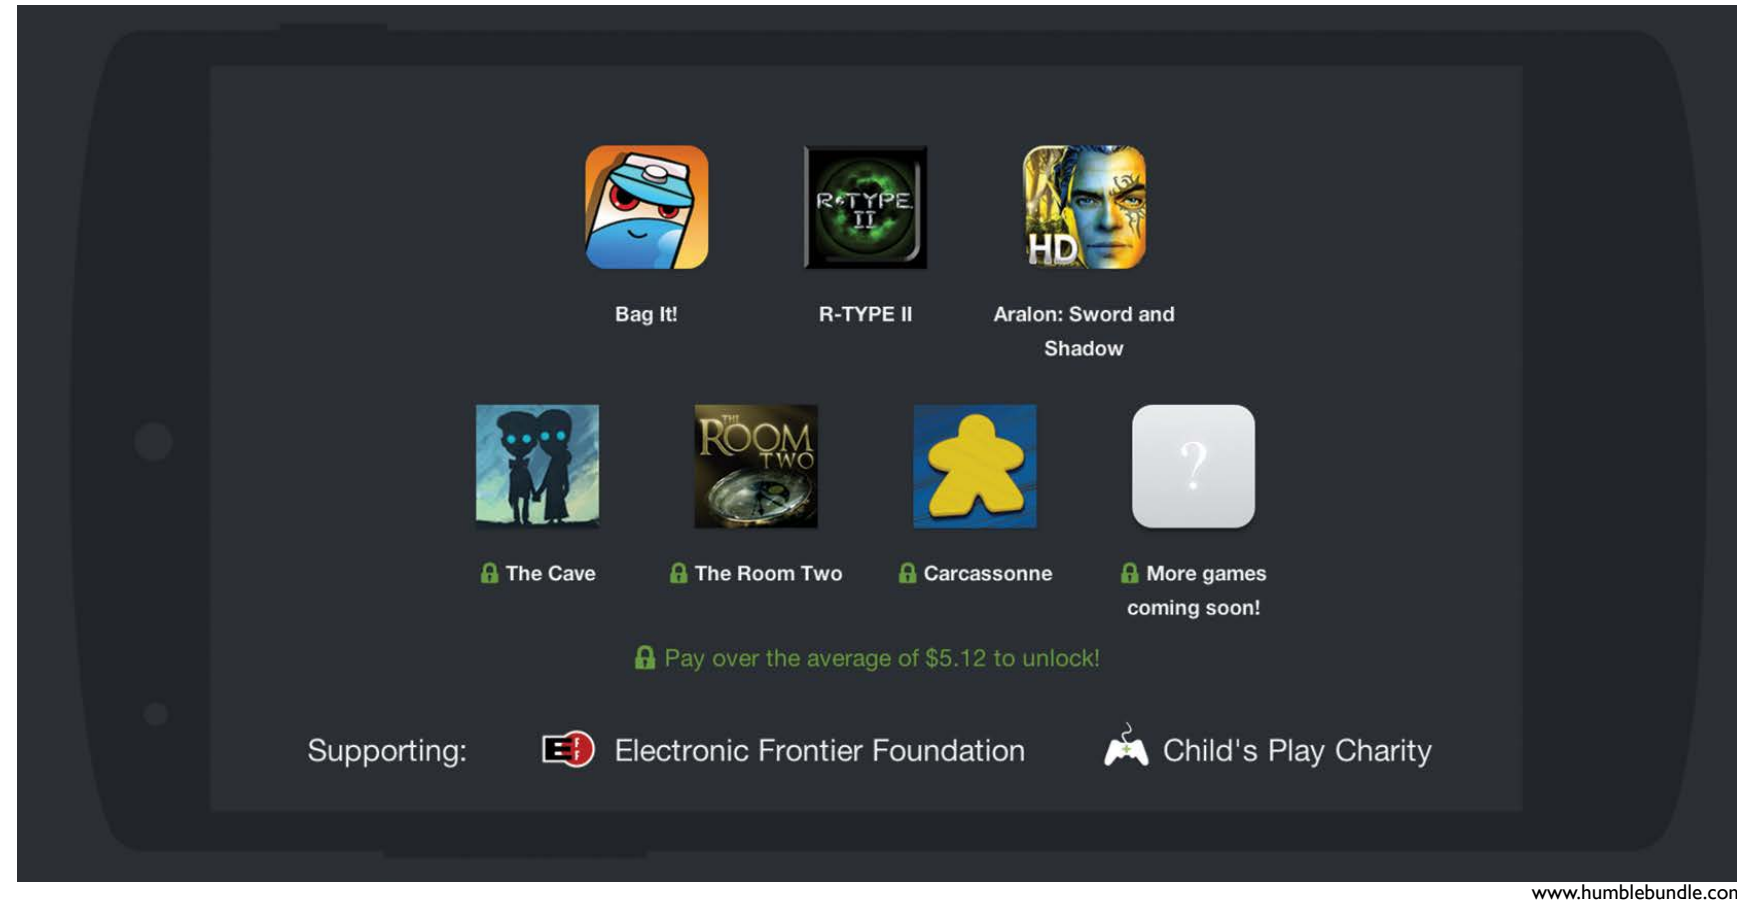 R-TYPE
II
HD
Bag It!
R-TYPE II
Aralon: Sword and
Shadow
THE
ROOM
TWO
?
The Cave
The Room Two
Carcassonne
More games
coming soon!
Pay over the average of $5.12 to unlock!
Supporting:
EFF
Electronic Frontier Foundation
Child's Play Charity
www.humblebundle.com